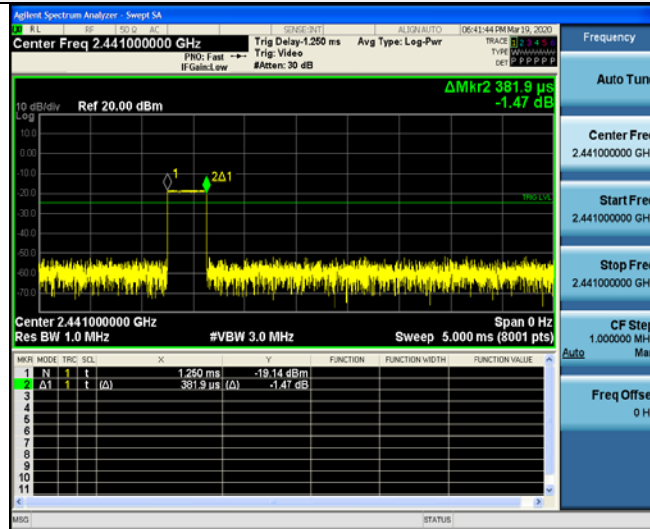 Agilent Spectrum Analyzer - Swept SA
RL RF 50 Ω AC SENSE:INT ALIGN AUTO 06:41:44 PM Mar 19, 2020
Center Freq 2.441000000 GHz Trig Delay-1.250 ms Avg Type: Log-Pwr TRACE 1 2 3 4 5 6
PNO: Fast Trig: Video TYPE
IFGain:Low #Atten: 30 dB DET P P P P P P
Frequency
ΔMkr2 381.9 µs
-1.47 dB
10 dB/div Ref 20.00 dBm
Log
10.0
0.00
-10.0
-20.0
-30.0
-40.0
-50.0
-60.0
-70.0
1
2Δ1
TRIG LVL
Center 2.441000000 GHz Span 0 Hz
Res BW 1.0 MHz #VBW 3.0 MHz Sweep 5.000 ms (8001 pts)
MKR MODE TRC SCL X Y FUNCTION FUNCTION WIDTH FUNCTION VALUE
1 N 1 t 1.250 ms -19.14 dBm
2 Δ1 1 t (Δ) 381.9 µs (Δ) -1.47 dB
3
4
5
6
7
8
9
10
11
MSG STATUS
Auto Tun
Center Fre
2.441000000 GH
Start Fre
2.441000000 GH
Stop Fre
2.441000000 GH
CF Ste
1.000000 MH
Auto Ma
Freq Offse
0 H